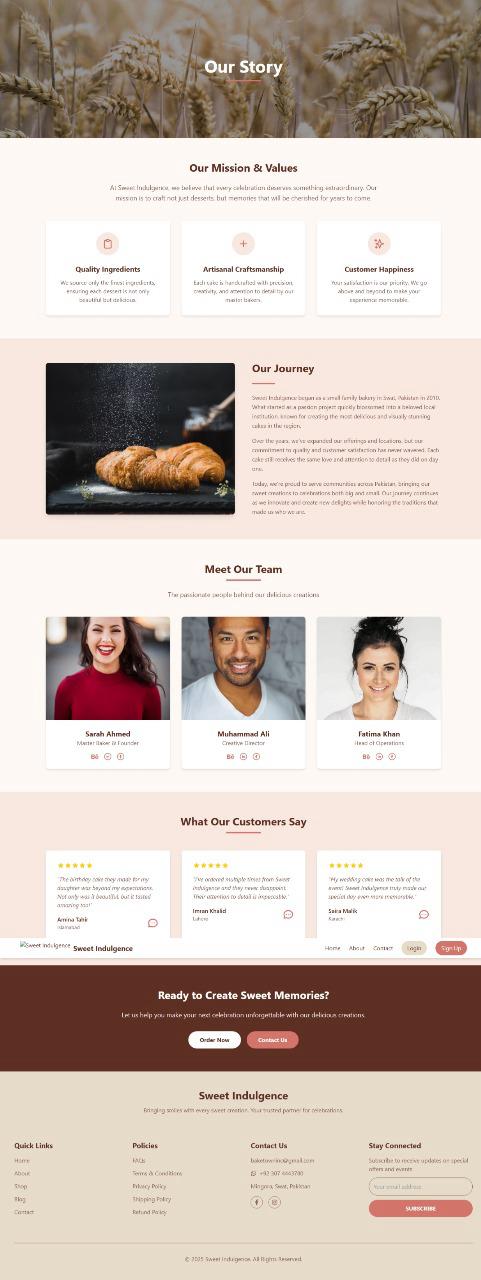 Our Story
Our Mission & Values
At Sweet Indulgence, we believe that every celebration deserves something extraordinary. Our
mission is to craft not just desserts, but memories that will be cherished for years to come.
Quality Ingredients
We source only the finest ingredients,
ensuring each dessert is not only
beautiful but delicious.
Artisanal Craftsmanship
Each cake is handcrafted with precision,
creativity, and attention to detail by our
master bakers.
Customer Happiness
Your satisfaction is our priority. We go
above and beyond to make your
experience memorable.
Our Journey
Sweet Indulgence began as a small family bakery in Swat, Pakistan in 2010.
What started as a passion project quickly blossomed into a beloved local
institution, known for creating the most delicious and visually stunning
cakes in the region.
Over the years, we've expanded our offerings and locations, but our
commitment to quality and customer satisfaction has never wavered. Each
cake still receives the same love and attention to detail as they did on day
one.
Today, we're proud to serve communities across Pakistan, bringing our
sweet creations to celebrations both big and small. Our journey continues
as we innovate and create new delights while honoring the traditions that
made us who we are.
Meet Our Team
The passionate people behind our delicious creations
Sarah Ahmed
Master Baker & Founder
Bē
Muhammad Ali
Creative Director
Bē
Fatima Khan
Head of Operations
Bē
What Our Customers Say
"The birthday cake they made for my
daughter was beyond my expectations.
Not only was it beautiful, but it tasted
amazing too!"
Amina Tahir
Islamabad
"I've ordered multiple times from Sweet
Indulgence and they never disappoint.
Their attention to detail is impeccable."
Imran Khalid
Lahore
"My wedding cake was the talk of the
event! Sweet Indulgence truly made our
special day even more memorable."
Saira Malik
Karachi
Sweet Indulgence
Sweet Indulgence
Home
About
Contact
Login
Sign Up
Ready to Create Sweet Memories?
Let us help you make your next celebration unforgettable with our delicious creations.
Order Now
Contact Us
Sweet Indulgence
Bringing smiles with every sweet creation. Your trusted partner for celebrations.
Quick Links
Home
About
Shop
Blog
Contact
Policies
FAQs
Terms & Conditions
Privacy Policy
Shipping Policy
Refund Policy
Contact Us
+92 307 4443780
Mingora, Swat, Pakistan
Stay Connected
Subscribe to receive updates on special
offers and events
Your email address
SUBSCRIBE
© 2025 Sweet Indulgence. All Rights Reserved.